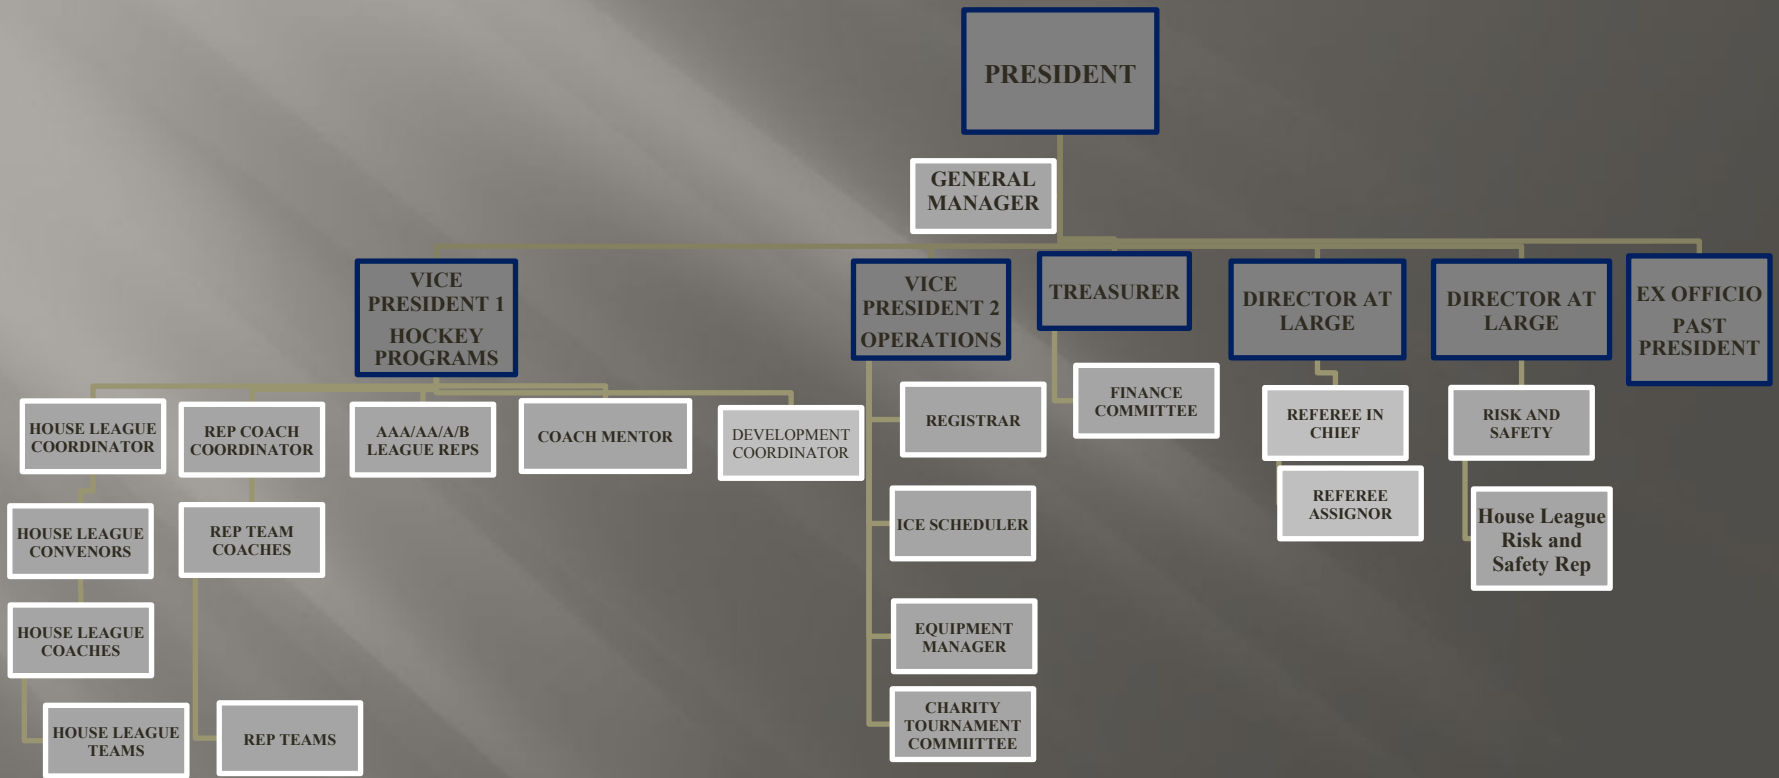 PRESIDENT
GENERAL
MANAGER
VICE
PRESIDENT 1
HOCKEY
PROGRAMS
VICE
PRESIDENT 2
OPERATIONS
TREASURER
DIRECTOR AT
LARGE
DIRECTOR AT
LARGE
EX OFFICIO
PAST
PRESIDENT
HOUSE LEAGUE
COORDINATOR
REP COACH
COORDINATOR
AAA/AA/A/B
LEAGUE REPS
COACH MENTOR
DEVELOPMENT
COORDINATOR
REGISTRAR
FINANCE
COMMITTEE
REFEREE IN
CHIEF
RISK AND
SAFETY
HOUSE LEAGUE
CONVENORS
REP TEAM
COACHES
ICE SCHEDULER
REFEREE
ASSIGNOR
House League
Risk and
Safety Rep
HOUSE LEAGUE
COACHES
EQUIPMENT
MANAGER
HOUSE LEAGUE
TEAMS
REP TEAMS
CHARITY
TOURNAMENT
COMMIITTEE